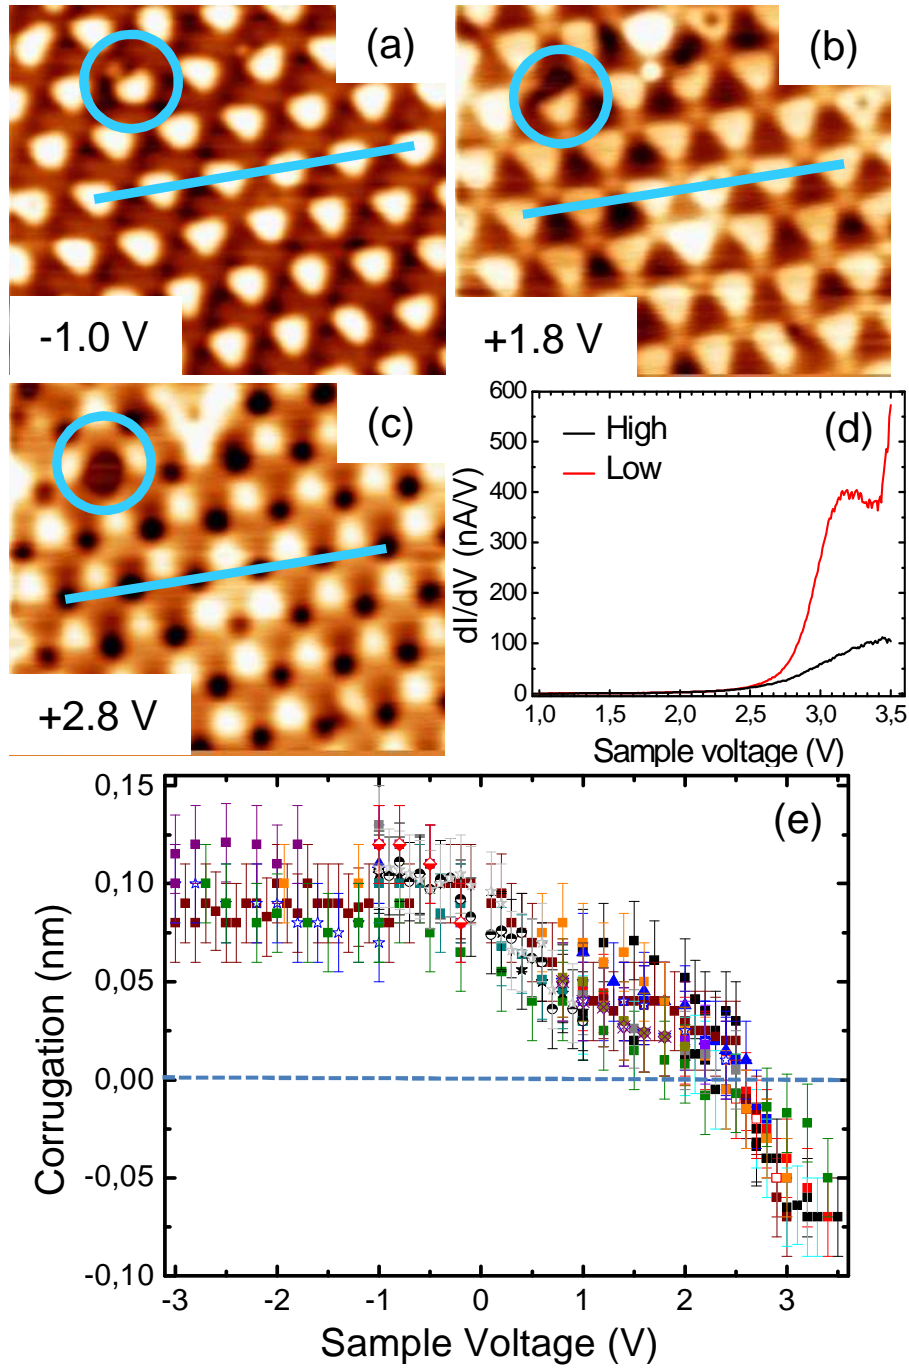 (a)
-1.0 V
(b)
+1.8 V
(c)
+2.8 V
(d)
High
Low
600
500
400
300
200
100
0
dI/dV (nA/V)
1,0 1,5 2,0 2,5 3,0 3,5
Sample voltage (V)
(e)
0,15
0,10
0,05
0,00
-0,05
-0,10
Corrugation (nm)
-3 -2 -1 0 1 2 3
Sample Voltage (V)